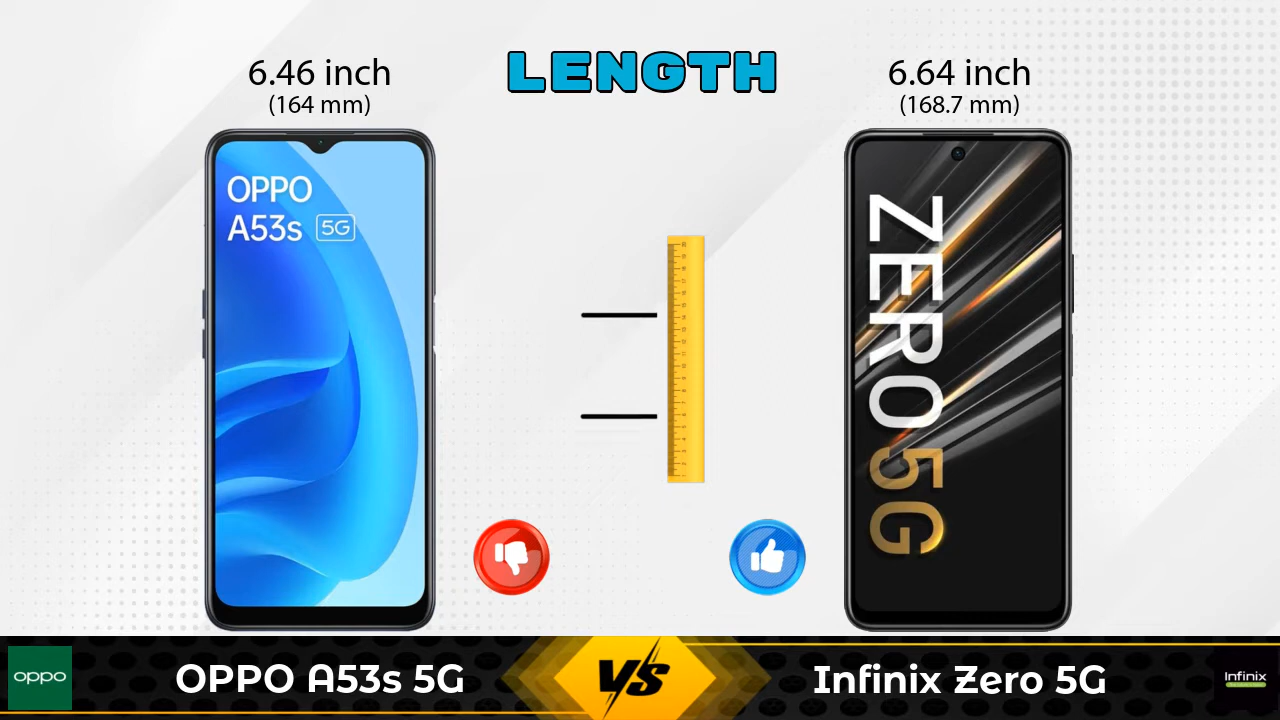 LENGTH
6.46 inch
(164 mm)
6.64 inch
(168.7 mm)
OPPO
A53s 5G
ZERO 5G
oppo
OPPO A53s 5G
VS
Infinix Zero 5G
Infinix